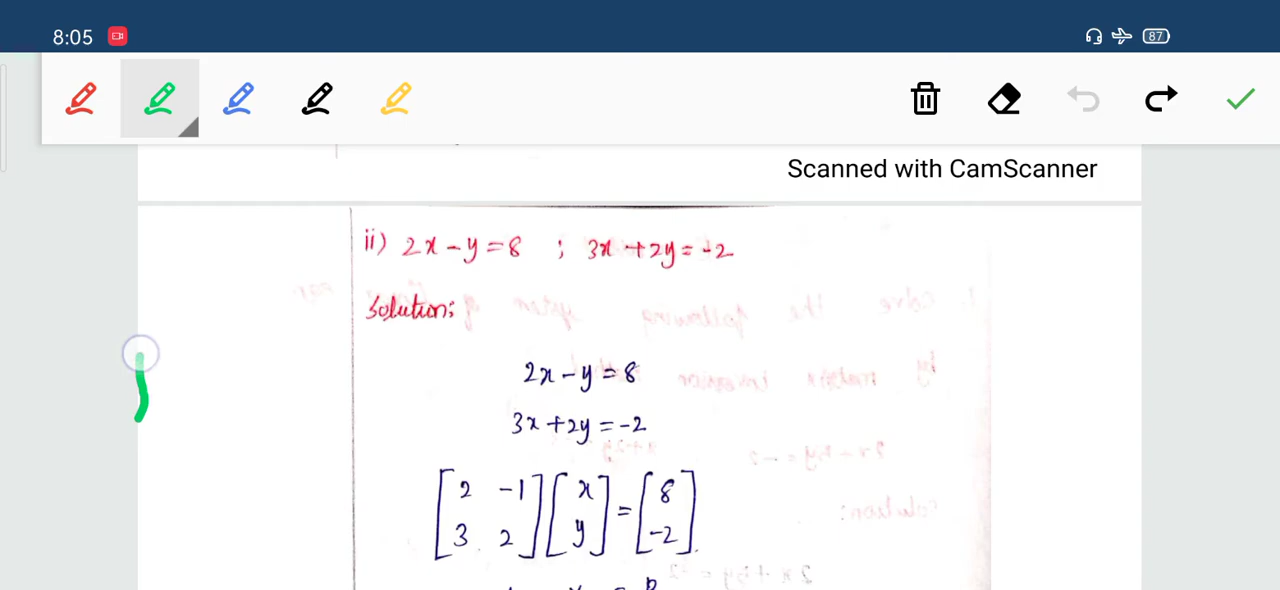 8:05 87
Scanned with CamScanner
ii) 2x - y = 8 ; 3x + 2y = -2
Solution:
2x - y = 8
3x + 2y = -2
[2 -1] [x] = [8]
[3 2] [y] [-2]